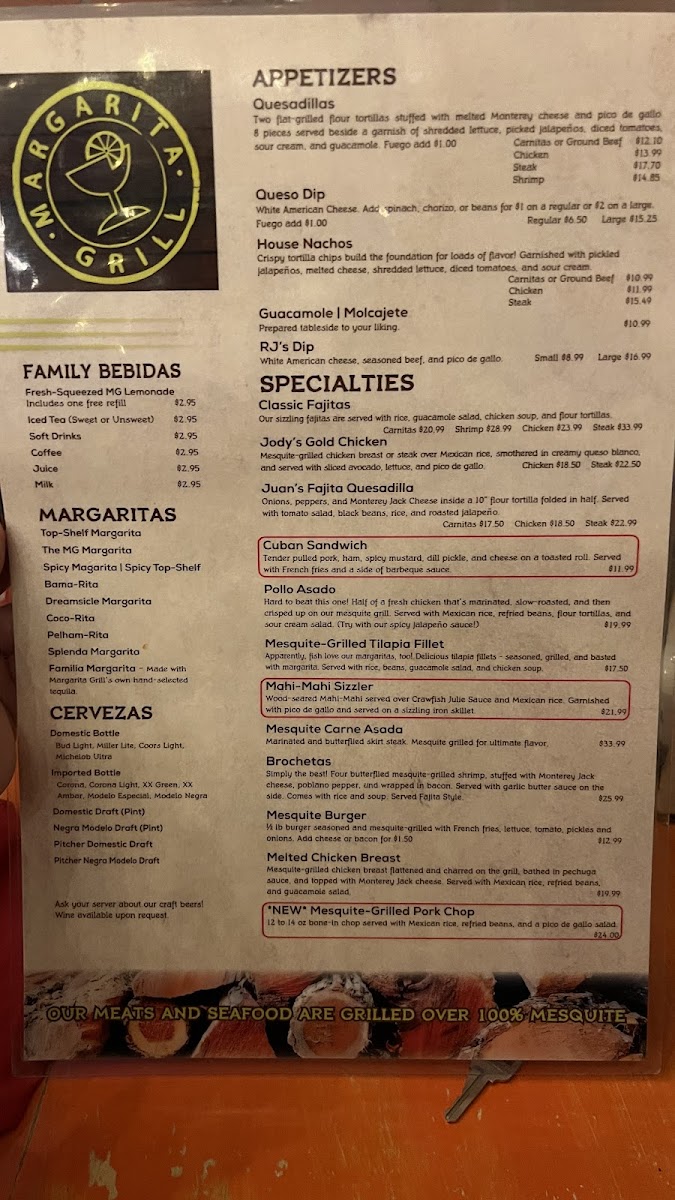 MARGARITA · GRILL · M
FAMILY BEBIDAS
Fresh-Squeezed MG Lemonade
Includes one free refill $2.95
Iced Tea (Sweet or Unsweet) $2.95
Soft Drinks $2.95
Coffee $2.95
Juice $2.95
Milk $2.95
MARGARITAS
Top-Shelf Margarita
The MG Margarita
Spicy Magarita | Spicy Top-Shelf
Bama-Rita
Dreamsicle Margarita
Coco-Rita
Pelham-Rita
Splenda Margarita
Familia Margarita – Made with
Margarita Grill's own hand-selected
tequila.
CERVEZAS
Domestic Bottle
Bud Light, Miller Lite, Coors Light,
Michelob Ultra
Imported Bottle
Corona, Corona Light, XX Green, XX
Amber, Modelo Especial, Modelo Negra
Domestic Draft (Pint)
Negra Modelo Draft (Pint)
Pitcher Domestic Draft
Pitcher Negra Modelo Draft
Ask your server about our craft beers!
Wine available upon request.
APPETIZERS
Quesadillas
Two flat-grilled flour tortillas stuffed with melted Monterey cheese and pico de gallo
8 pieces served beside a garnish of shredded lettuce, picked jalapeños, diced tomatoes,
sour cream, and guacamole. Fuego add $1.00 Carnitas or Ground Beef $12.10
Chicken $13.99
Steak $17.70
Shrimp $14.85
Queso Dip
White American Cheese. Add spinach, chorizo, or beans for $1 on a regular or $2 on a large.
Fuego add $1.00 Regular $6.50 Large $15.25
House Nachos
Crispy tortilla chips build the foundation for loads of flavor! Garnished with pickled
jalapeños, melted cheese, shredded lettuce, diced tomatoes, and sour cream.
Carnitas or Ground Beef $10.99
Chicken $11.99
Steak $15.49
Guacamole | Molcajete
Prepared tableside to your liking. $10.99
RJ's Dip
White American cheese, seasoned beef, and pico de gallo. Small $8.99 Large $16.99
SPECIALTIES
Classic Fajitas
Our sizzling fajitas are served with rice, guacamole salad, chicken soup, and flour tortillas.
Carnitas $20.99 Shrimp $28.99 Chicken $23.99 Steak $33.99
Jody's Gold Chicken
Mesquite-grilled chicken breast or steak over Mexican rice, smothered in creamy queso blanco,
and served with sliced avocado, lettuce, and pico de gallo. Chicken $18.50 Steak $22.50
Juan's Fajita Quesadilla
Onions, peppers, and Monterey Jack Cheese inside a 10" flour tortilla folded in half. Served
with tomato salad, black beans, rice, and roasted jalapeño.
Carnitas $17.50 Chicken $18.50 Steak $22.99
Cuban Sandwich
Tender pulled pork, ham, spicy mustard, dill pickle, and cheese on a toasted roll. Served
with French fries and a side of barbeque sauce. $11.99
Pollo Asado
Hard to beat this one! Half of a fresh chicken that's marinated, slow-roasted, and then
crisped up on our mesquite grill. Served with Mexican rice, refried beans, flour tortillas, and
sour cream salad. (Try with our spicy jalapeño sauce!) $19.99
Mesquite-Grilled Tilapia Fillet
Apparently, fish love our margaritas, too! Delicious tilapia fillets – seasoned, grilled, and basted
with margarita. Served with rice, beans, guacamole salad, and chicken soup. $17.50
Mahi-Mahi Sizzler
Wood-seared Mahi-Mahi served over Crawfish Julie Sauce and Mexican rice. Garnished
with pico de gallo and served on a sizzling iron skillet. $21.99
Mesquite Carne Asada
Marinated and butterflied skirt steak. Mesquite grilled for ultimate flavor. $33.99
Brochetas
Simply the best! Four butterflied mesquite-grilled shrimp, stuffed with Monterey Jack
cheese, poblano pepper, and wrapped in bacon. Served with garlic butter sauce on the
side. Comes with rice and soup. Served Fajita Style. $25.99
Mesquite Burger
½ lb burger seasoned and mesquite-grilled with French fries, lettuce, tomato, pickles and
onions. Add cheese or bacon for $1.50 $12.99
Melted Chicken Breast
Mesquite-grilled chicken breast flattened and charred on the grill, bathed in pechuga
sauce, and topped with Monterey Jack cheese. Served with Mexican rice, refried beans,
and guacamole salad. $19.99
*NEW* Mesquite-Grilled Pork Chop
12 to 14 oz bone-in chop served with Mexican rice, refried beans, and a pico de gallo salad.
$24.00
OUR MEATS AND SEAFOOD ARE GRILLED OVER 100% MESQUITE